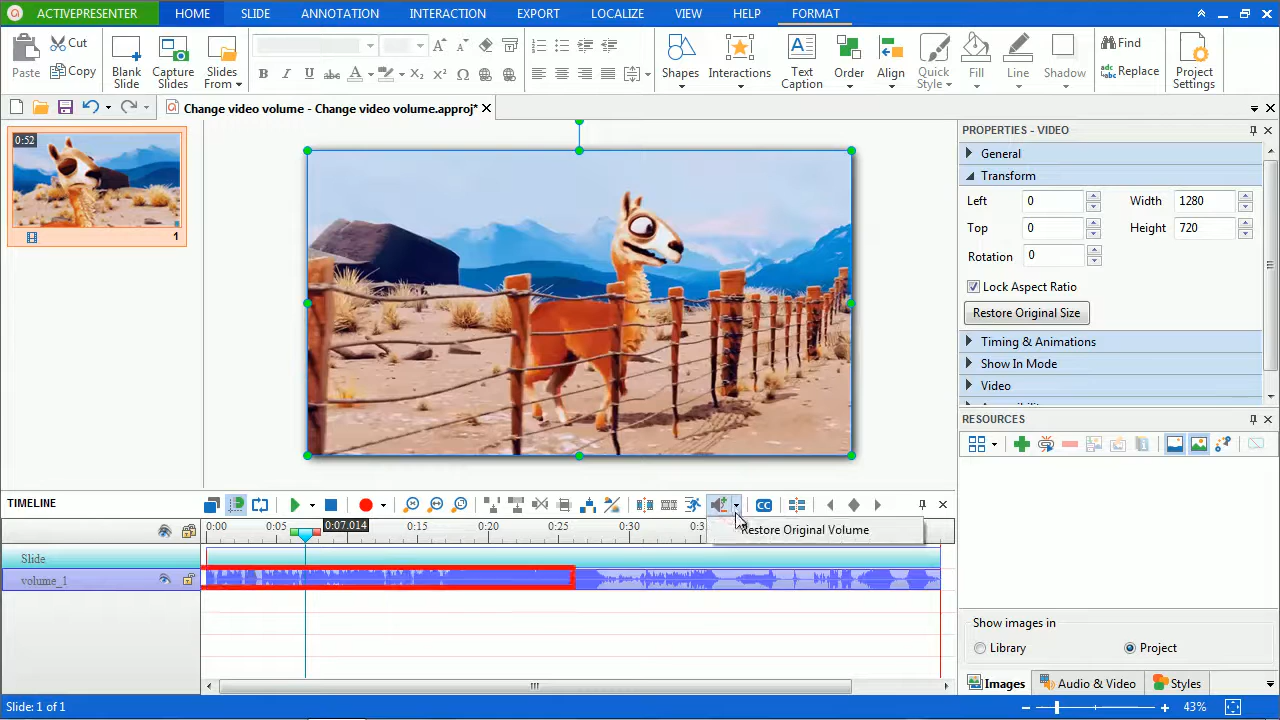 ACTIVEPRESENTER
HOME
SLIDE
ANNOTATION
INTERACTION
EXPORT
LOCALIZE
VIEW
HELP
FORMAT
Paste
Cut
Copy
Blank
Slide
Capture
Slides
Slides
From
Shapes
Interactions
Text
Caption
Order
Align
Quick
Style
Fill
Line
Shadow
Find
Replace
Project
Settings
Change video volume - Change video volume.approj*
0:52
1
PROPERTIES - VIDEO
General
Transform
Left 0 Width 1280
Top 0 Height 720
Rotation 0
Lock Aspect Ratio
Restore Original Size
Timing & Animations
Show In Mode
Video
RESOURCES
Show images in
Library
Project
Images
Audio & Video
Styles
TIMELINE
CC
Restore Original Volume
0:00 0:05 0:07.014 0:15 0:20 0:25 0:30
Slide
volume_1
Slide: 1 of 1
43%